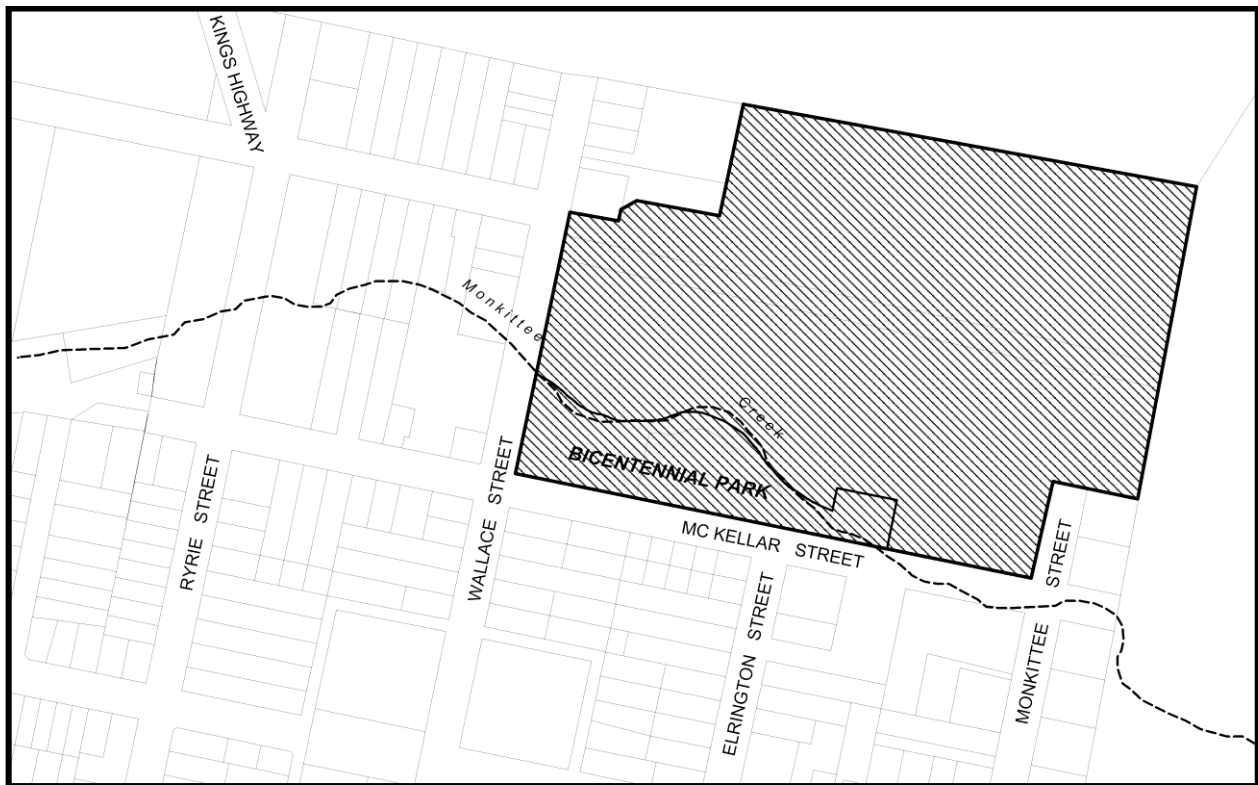 KINGS HIGHWAY
Monkittee
Creek
BICENTENNIAL PARK
MC KELLAR STREET
RYRIE STREET
WALLACE STREET
ELRINGTON STREET
MONKITTEE STREET